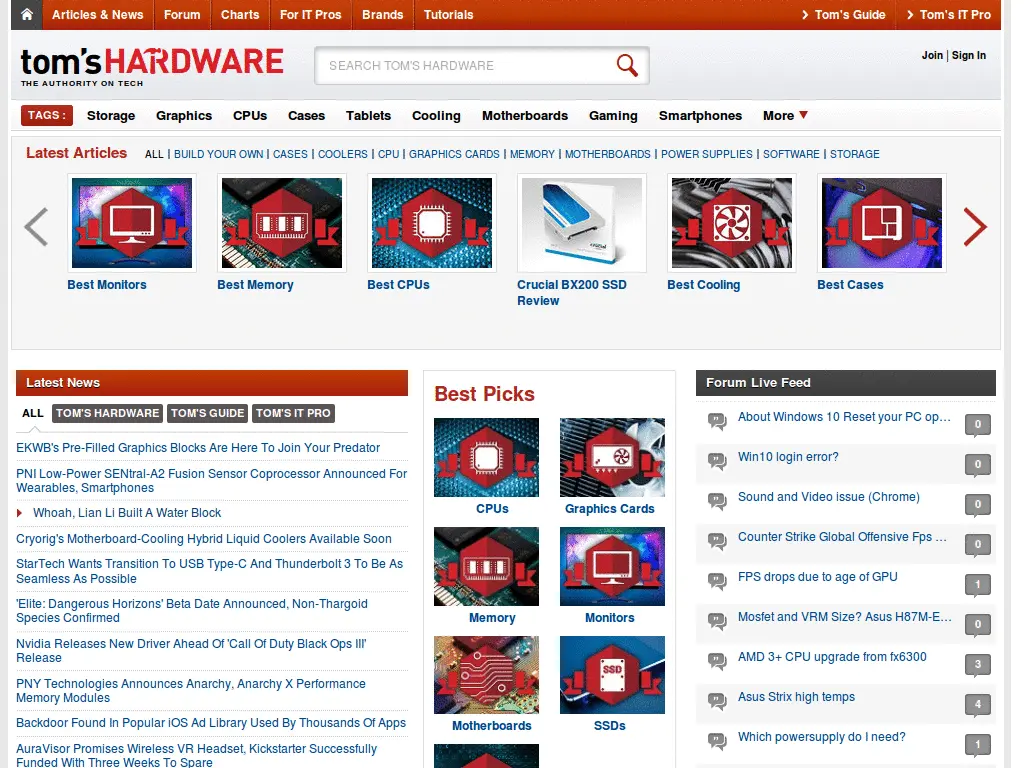 Articles & News Forum Charts For IT Pros Brands Tutorials Tom's Guide Tom's IT Pro
tom'sHARDWARE
THE AUTHORITY ON TECH
SEARCH TOM'S HARDWARE
Join | Sign In
TAGS : Storage Graphics CPUs Cases Tablets Cooling Motherboards Gaming Smartphones More
Latest Articles ALL | BUILD YOUR OWN | CASES | COOLERS | CPU | GRAPHICS CARDS | MEMORY | MOTHERBOARDS | POWER SUPPLIES | SOFTWARE | STORAGE
crucial
Best Monitors
Best Memory
Best CPUs
Crucial BX200 SSD
Review
Best Cooling
Best Cases
Latest News
ALL TOM'S HARDWARE TOM'S GUIDE TOM'S IT PRO
EKWB's Pre-Filled Graphics Blocks Are Here To Join Your Predator
PNI Low-Power SENtral-A2 Fusion Sensor Coprocessor Announced For
Wearables, Smartphones
Whoah, Lian Li Built A Water Block
Cryorig's Motherboard-Cooling Hybrid Liquid Coolers Available Soon
StarTech Wants Transition To USB Type-C And Thunderbolt 3 To Be As
Seamless As Possible
'Elite: Dangerous Horizons' Beta Date Announced, Non-Thargoid
Species Confirmed
Nvidia Releases New Driver Ahead Of 'Call Of Duty Black Ops III'
Release
PNY Technologies Announces Anarchy, Anarchy X Performance
Memory Modules
Backdoor Found In Popular iOS Ad Library Used By Thousands Of Apps
AuraVisor Promises Wireless VR Headset, Kickstarter Successfully
Funded With Three Weeks To Spare
Best Picks
CPUs
Graphics Cards
Memory
Monitors
SSD
Motherboards
SSDs
Forum Live Feed
About Windows 10 Reset your PC op... 0
Win10 login error? 0
Sound and Video issue (Chrome) 0
Counter Strike Global Offensive Fps ... 0
FPS drops due to age of GPU 1
Mosfet and VRM Size? Asus H87M-E... 0
AMD 3+ CPU upgrade from fx6300 3
Asus Strix high temps 4
Which powersupply do I need? 1